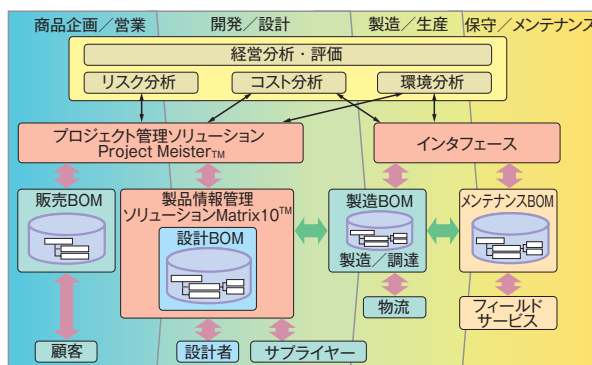 商品企画／営業
開発／設計
製造／生産
保守／メンテナンス
経営分析・評価
リスク分析
コスト分析
環境分析
プロジェクト管理ソリューション
Project Meister™
インタフェース
販売BOM
製品情報管理
ソリューションMatrix10™
設計BOM
製造BOM
製造／調達
メンテナンスBOM
物流
フィールド
サービス
顧客
設計者
サプライヤー